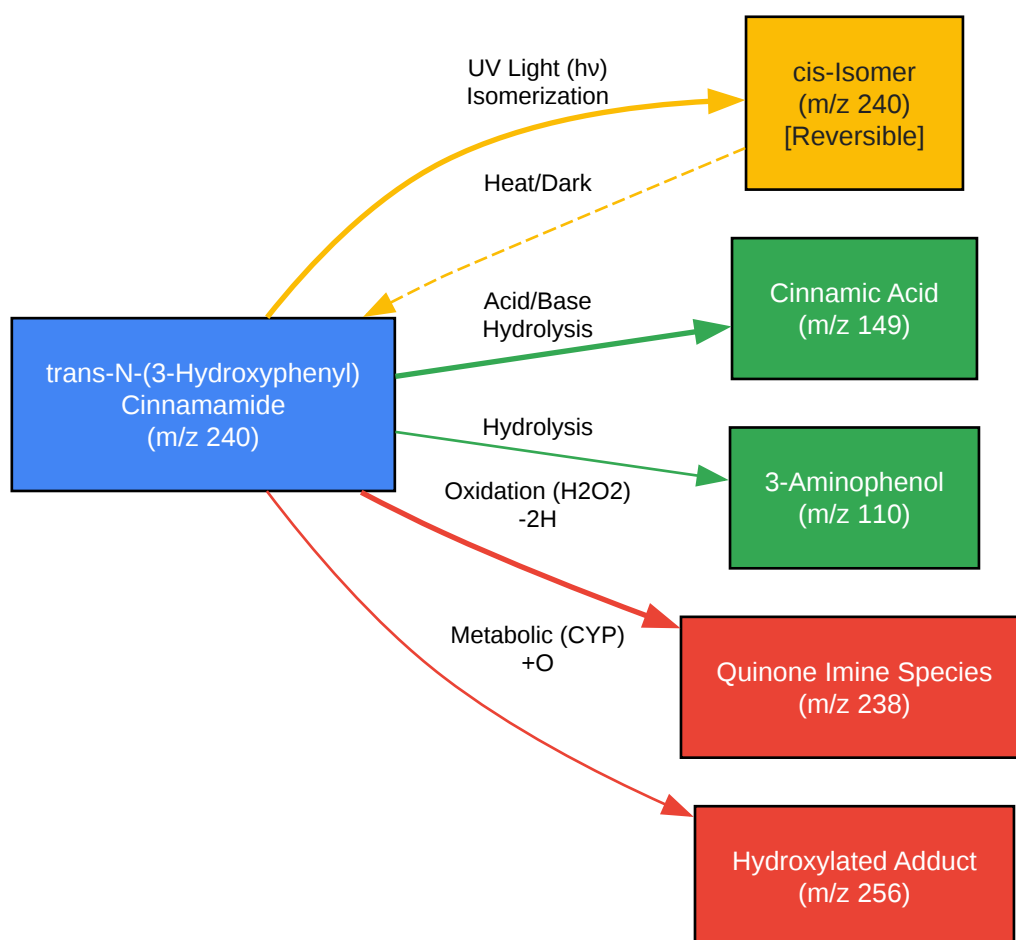 UV Light (hν)
Isomerization
cis-Isomer
(m/z 240)
[Reversible]
Heat/Dark
trans-N-(3-Hydroxyphenyl)
Cinnamamide
(m/z 240)
Acid/Base
Hydrolysis
Cinnamic Acid
(m/z 149)
Hydrolysis
3-Aminophenol
(m/z 110)
Oxidation (H2O2)
-2H
Quinone Imine Species
(m/z 238)
Metabolic (CYP)
+O
Hydroxylated Adduct
(m/z 256)